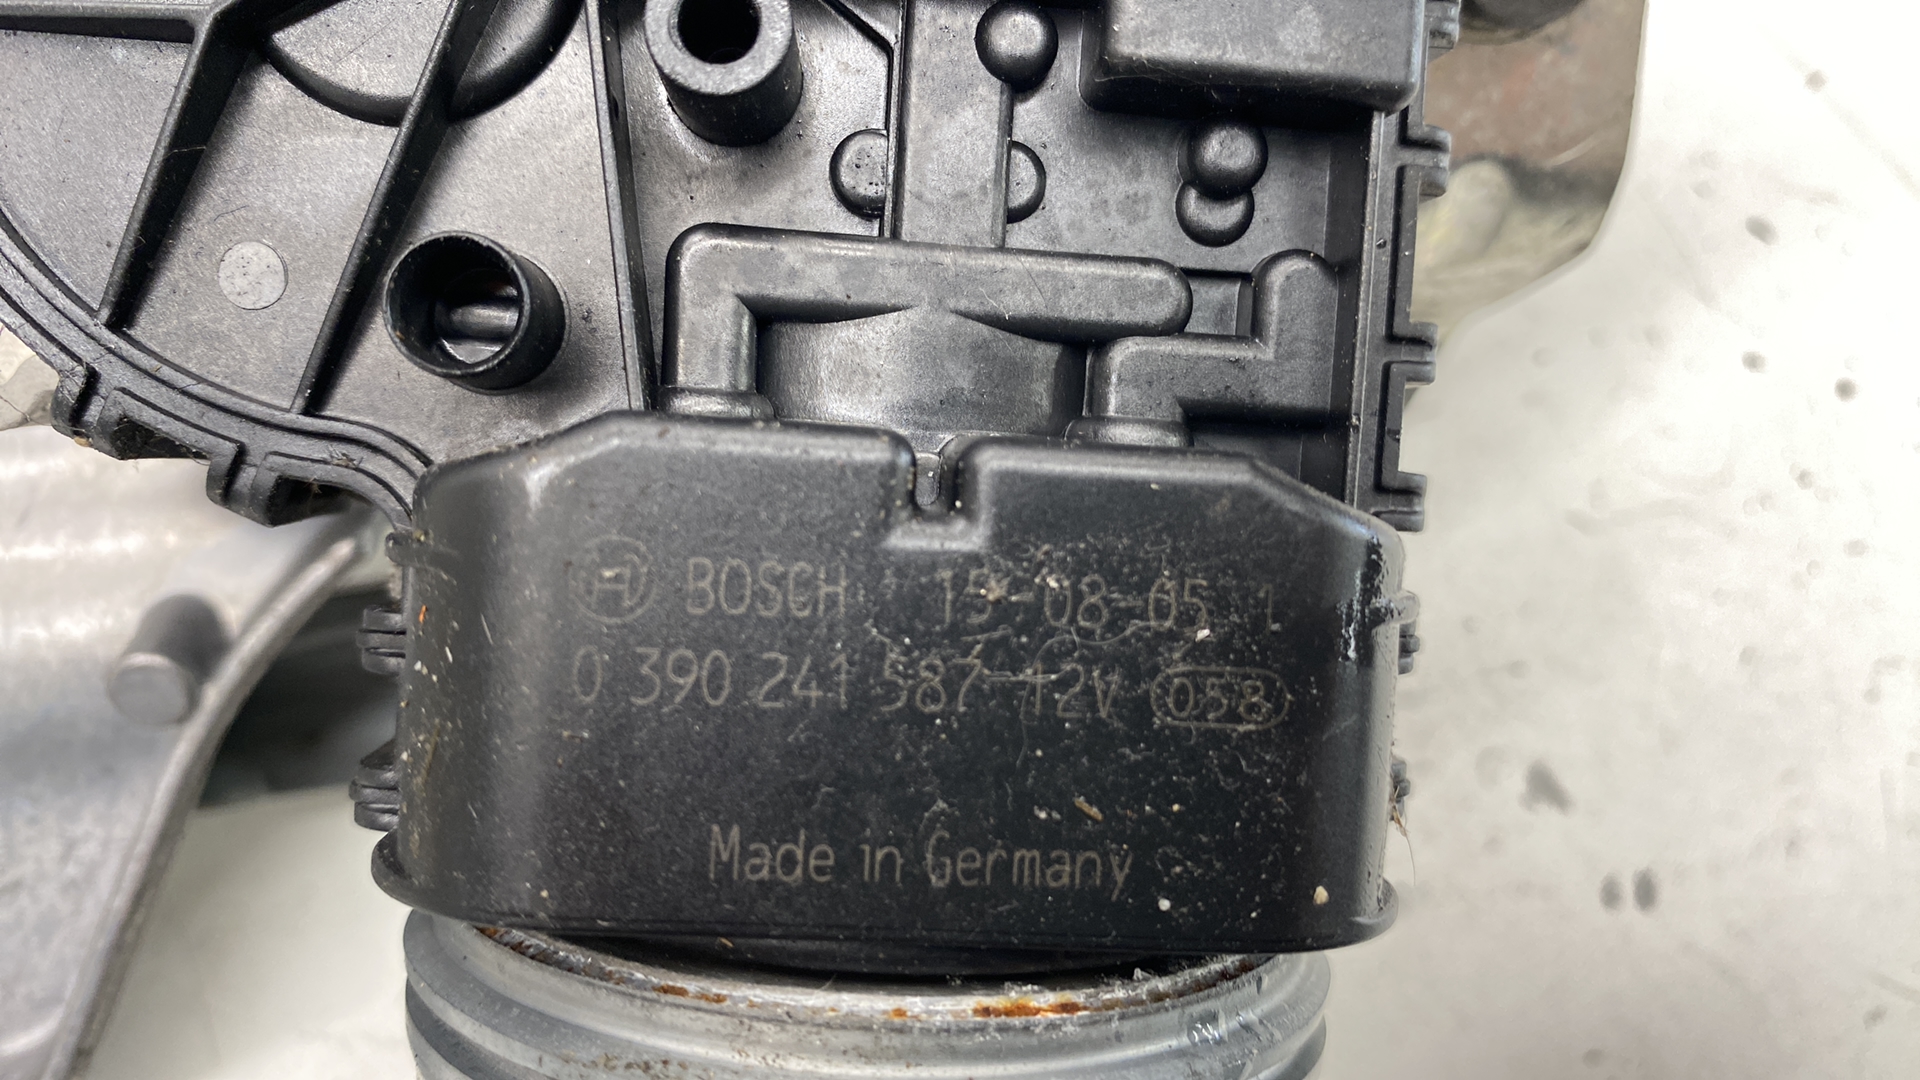 BOSCH 15-08-05 1
0 390 241 587 12V 058
Made in Germany